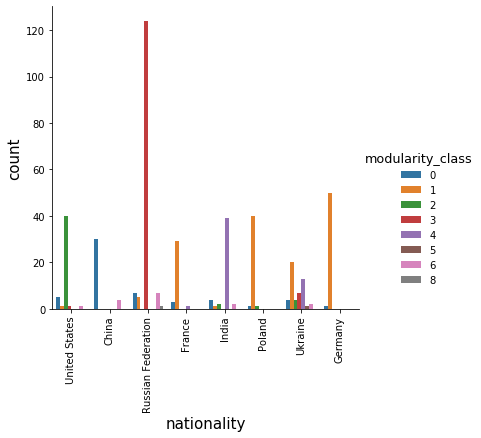 120
100
80
60
40
20
0
count
United States
China
Russian Federation
France
India
Poland
Ukraine
Germany
nationality
modularity_class
0
1
2
3
4
5
6
8